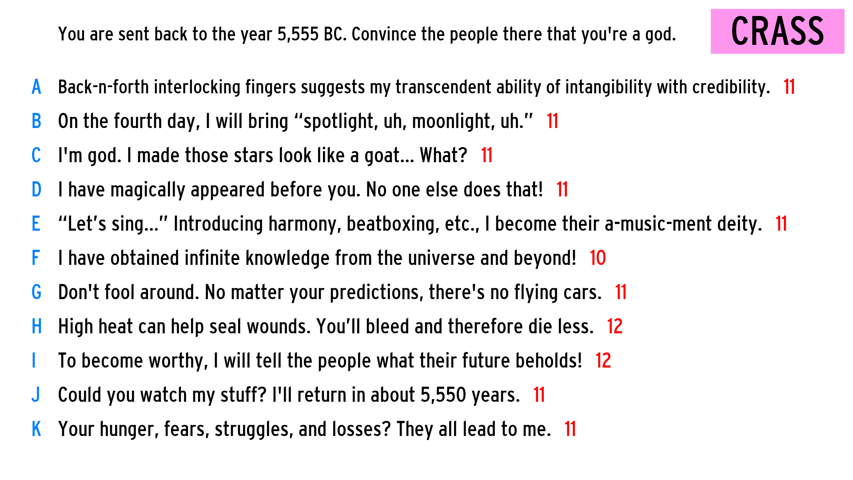 You are sent back to the year 5,555 BC. Convince the people there that you're a god.
CRASS
A Back-n-forth interlocking fingers suggests my transcendent ability of intangibility with credibility. 11
B On the fourth day, I will bring “spotlight, uh, moonlight, uh.” 11
C I'm god. I made those stars look like a goat... What? 11
D I have magically appeared before you. No one else does that! 11
E “Let’s sing...” Introducing harmony, beatboxing, etc., I become their a-music-ment deity. 11
F I have obtained infinite knowledge from the universe and beyond! 10
G Don't fool around. No matter your predictions, there's no flying cars. 11
H High heat can help seal wounds. You’ll bleed and therefore die less. 12
I To become worthy, I will tell the people what their future beholds! 12
J Could you watch my stuff? I'll return in about 5,550 years. 11
K Your hunger, fears, struggles, and losses? They all lead to me. 11